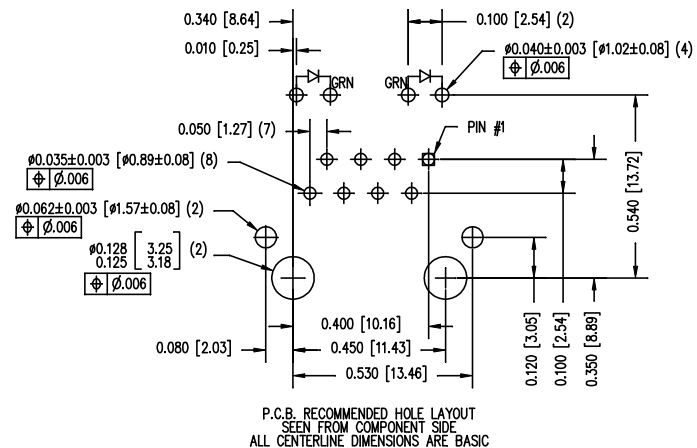 0.340 [8.64]
0.100 [2.54] (2)
0.010 [0.25]
ø0.040±0.003 [ø1.02±0.08] (4)
⌖ Ø.006
GRN
GRN
0.050 [1.27] (7)
PIN #1
ø0.035±0.003 [ø0.89±0.08] (8)
⌖ Ø.006
ø0.062±0.003 [ø1.57±0.08] (2)
⌖ Ø.006
ø0.128 [3.25] (2)
0.125 [3.18]
⌖ Ø.006
0.540 [13.72]
0.400 [10.16]
0.080 [2.03]
0.450 [11.43]
0.530 [13.46]
0.120 [3.05]
0.100 [2.54]
0.350 [8.89]
P.C.B. RECOMMENDED HOLE LAYOUT
SEEN FROM COMPONENT SIDE
ALL CENTERLINE DIMENSIONS ARE BASIC